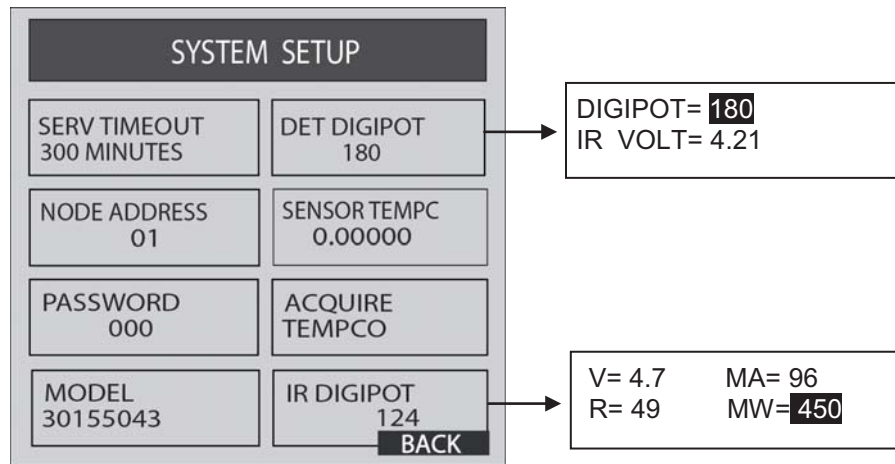 SYSTEM SETUP
SERV TIMEOUT
300 MINUTES
DET DIGIPOT
180
DIGIPOT= 180
IR VOLT= 4.21
NODE ADDRESS
01
SENSOR TEMPC
0.00000
PASSWORD
000
ACQUIRE
TEMPCO
MODEL
30155043
IR DIGIPOT
124
BACK
V= 4.7 MA= 96
R= 49 MW= 450